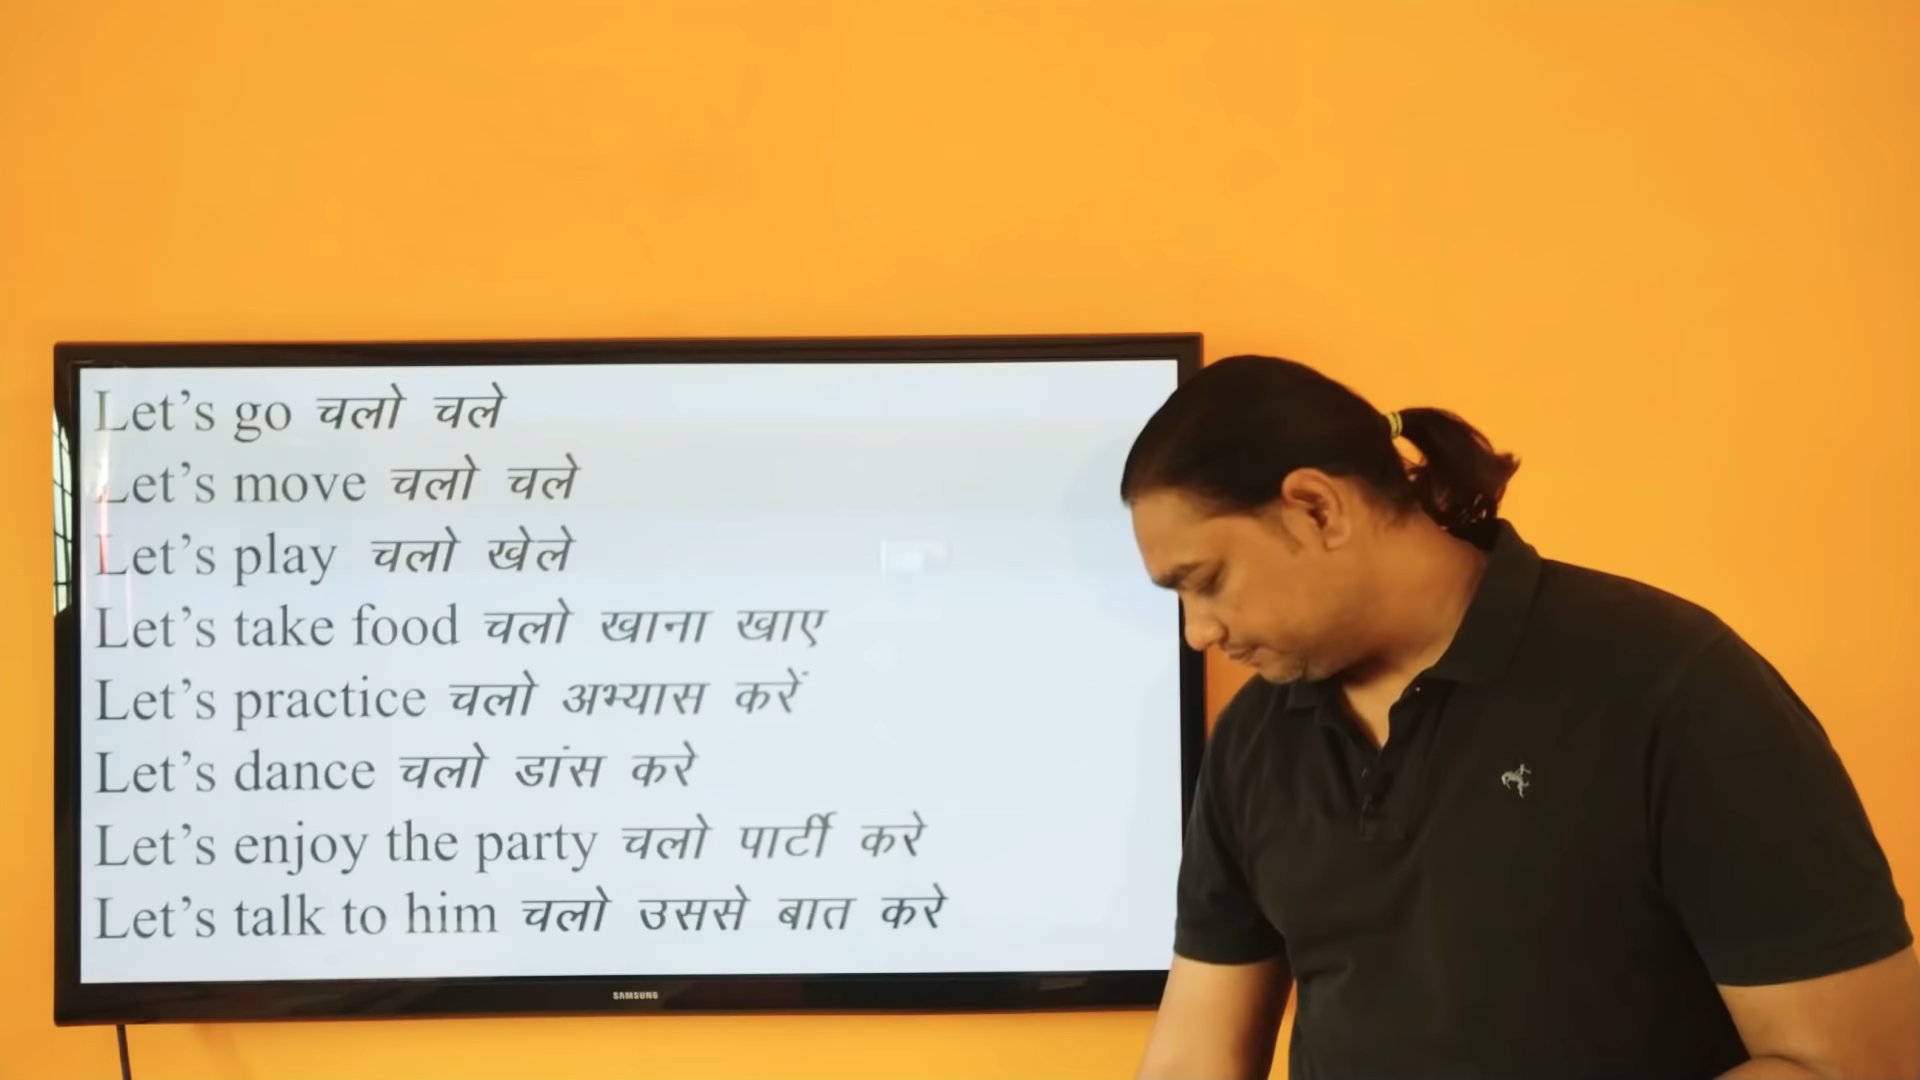 Let's go चलो चले
Let's move चलो चले
Let's play चलो खेले
Let's take food चलो खाना खाए
Let's practice चलो अभ्यास करें
Let's dance चलो डांस करे
Let's enjoy the party चलो पार्टी करे
Let's talk to him चलो उससे बात करे
SAMSUNG